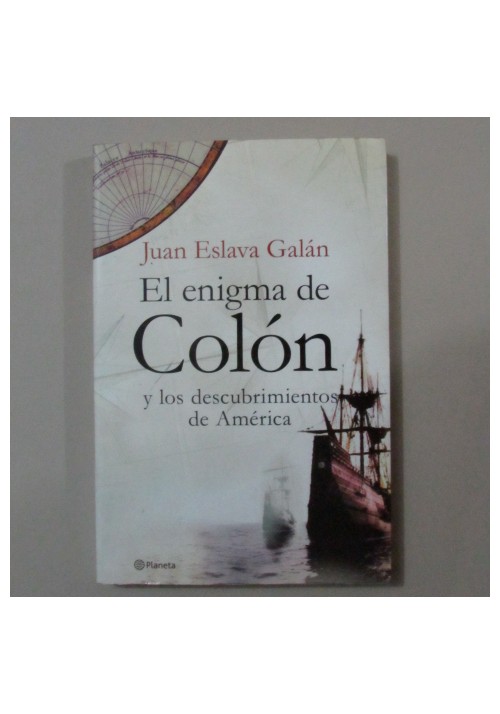 Juan Eslava Galán
El enigma de
Colón
y los descubrimientos
de América
Planeta